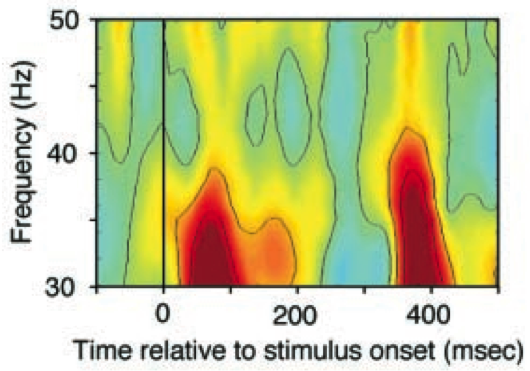 50
40
30
Frequency (Hz)
0 200 400
Time relative to stimulus onset (msec)